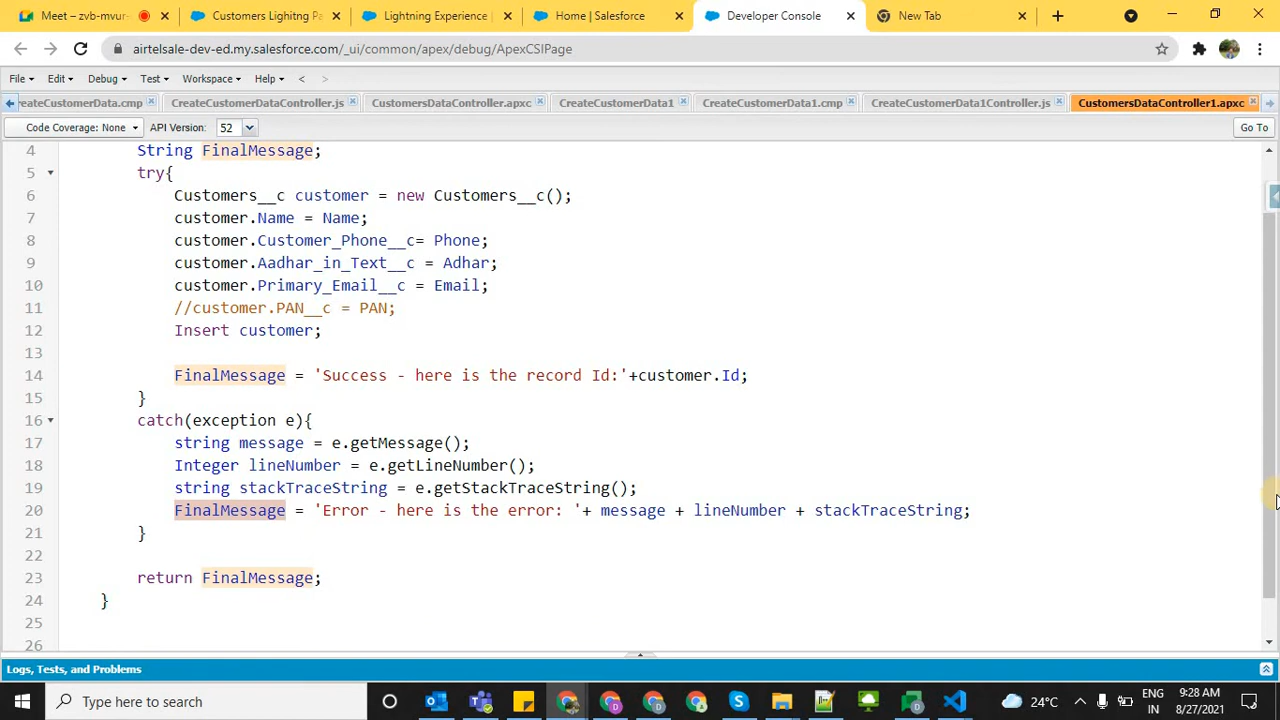 Meet – zvb-mvur-
Customers Lighitng Pa
Lightning Experience |
Home | Salesforce
Developer Console
New Tab
airtelsale-dev-ed.my.salesforce.com/_ui/common/apex/debug/ApexCSIPage
File Edit Debug Test Workspace Help < >
reateCustomerData.cmp CreateCustomerDataController.js CustomersDataController.apxc CreateCustomerData1 CreateCustomerData1.cmp CreateCustomerData1Controller.js CustomersDataController1.apxc
Code Coverage: None API Version: 52 Go To
4 String FinalMessage;
5 try{
6 Customers__c customer = new Customers__c();
7 customer.Name = Name;
8 customer.Customer_Phone__c= Phone;
9 customer.Aadhar_in_Text__c = Adhar;
10 customer.Primary_Email__c = Email;
11 //customer.PAN__c = PAN;
12 Insert customer;
13
14 FinalMessage = 'Success - here is the record Id:'+customer.Id;
15 }
16 catch(exception e){
17 string message = e.getMessage();
18 Integer lineNumber = e.getLineNumber();
19 string stackTraceString = e.getStackTraceString();
20 FinalMessage = 'Error - here is the error: '+ message + lineNumber + stackTraceString;
21 }
22
23 return FinalMessage;
24 }
25
26
Logs, Tests, and Problems
Type here to search
24°C
ENG
IN
9:28 AM
8/27/2021